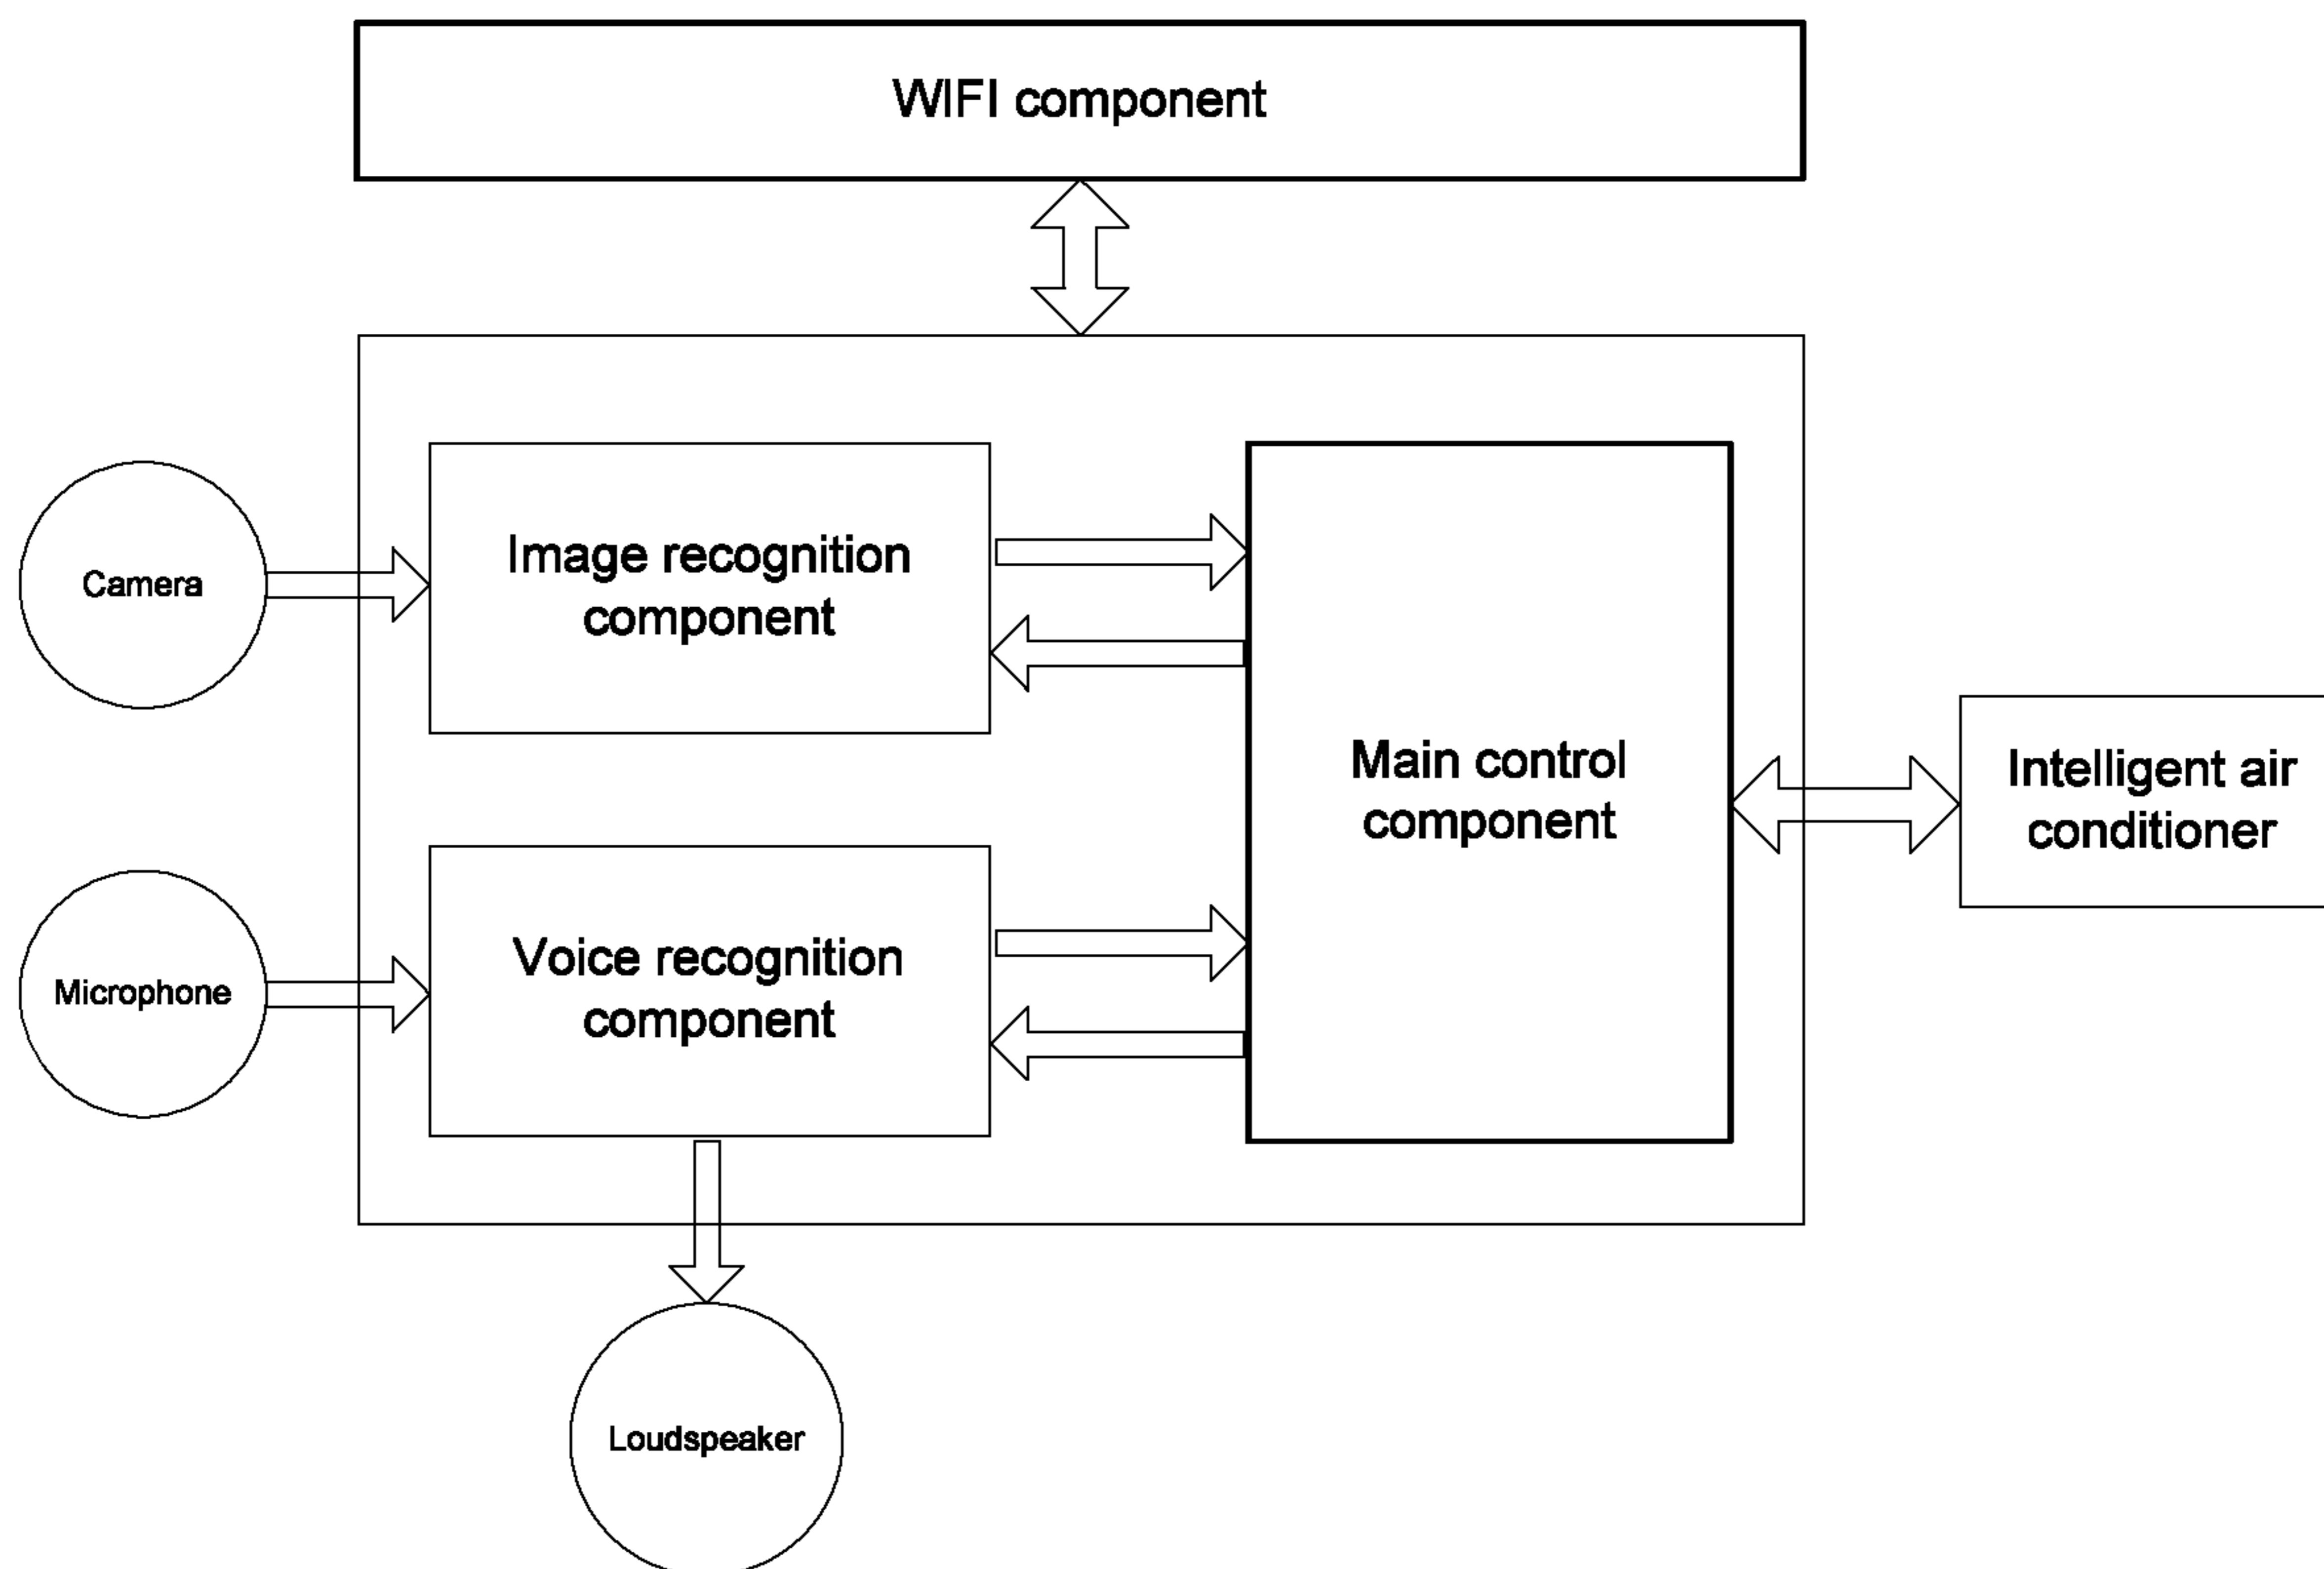 WIFI component
Camera
Image recognition
component
Main control
component
Intelligent air
conditioner
Microphone
Voice recognition
component
Loudspeaker